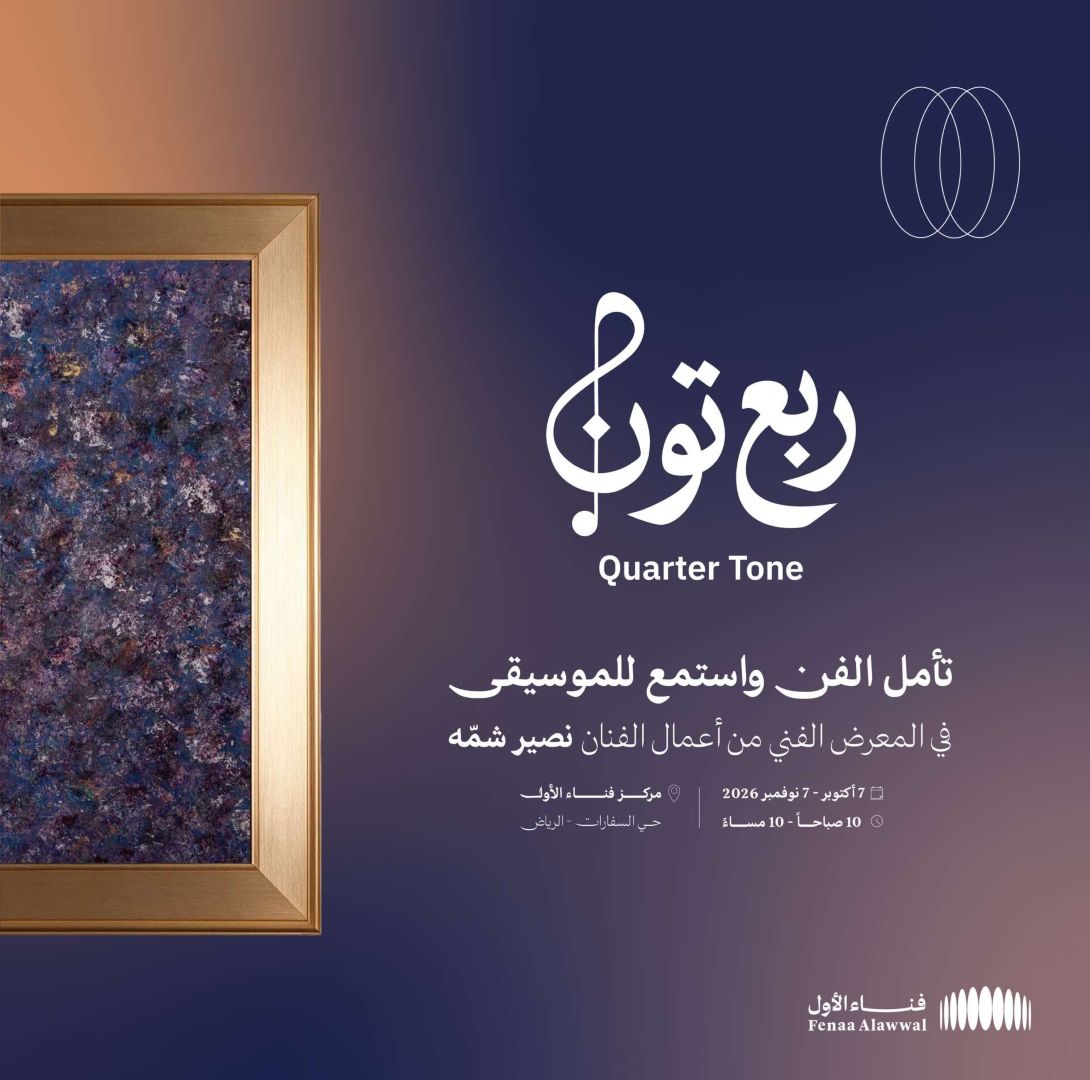 ربع تون
Quarter Tone
تأمل الفن واستمع للموسيقى
في المعرض الفني من أعمال الفنان نصير شمّه
7 أكتوبر - 7 نوفمبر 2026
10 صباحاً - 10 مساءً
مركز فناء الأول
حي السفارات - الرياض
فناء الأول
Fenaa Alawwal